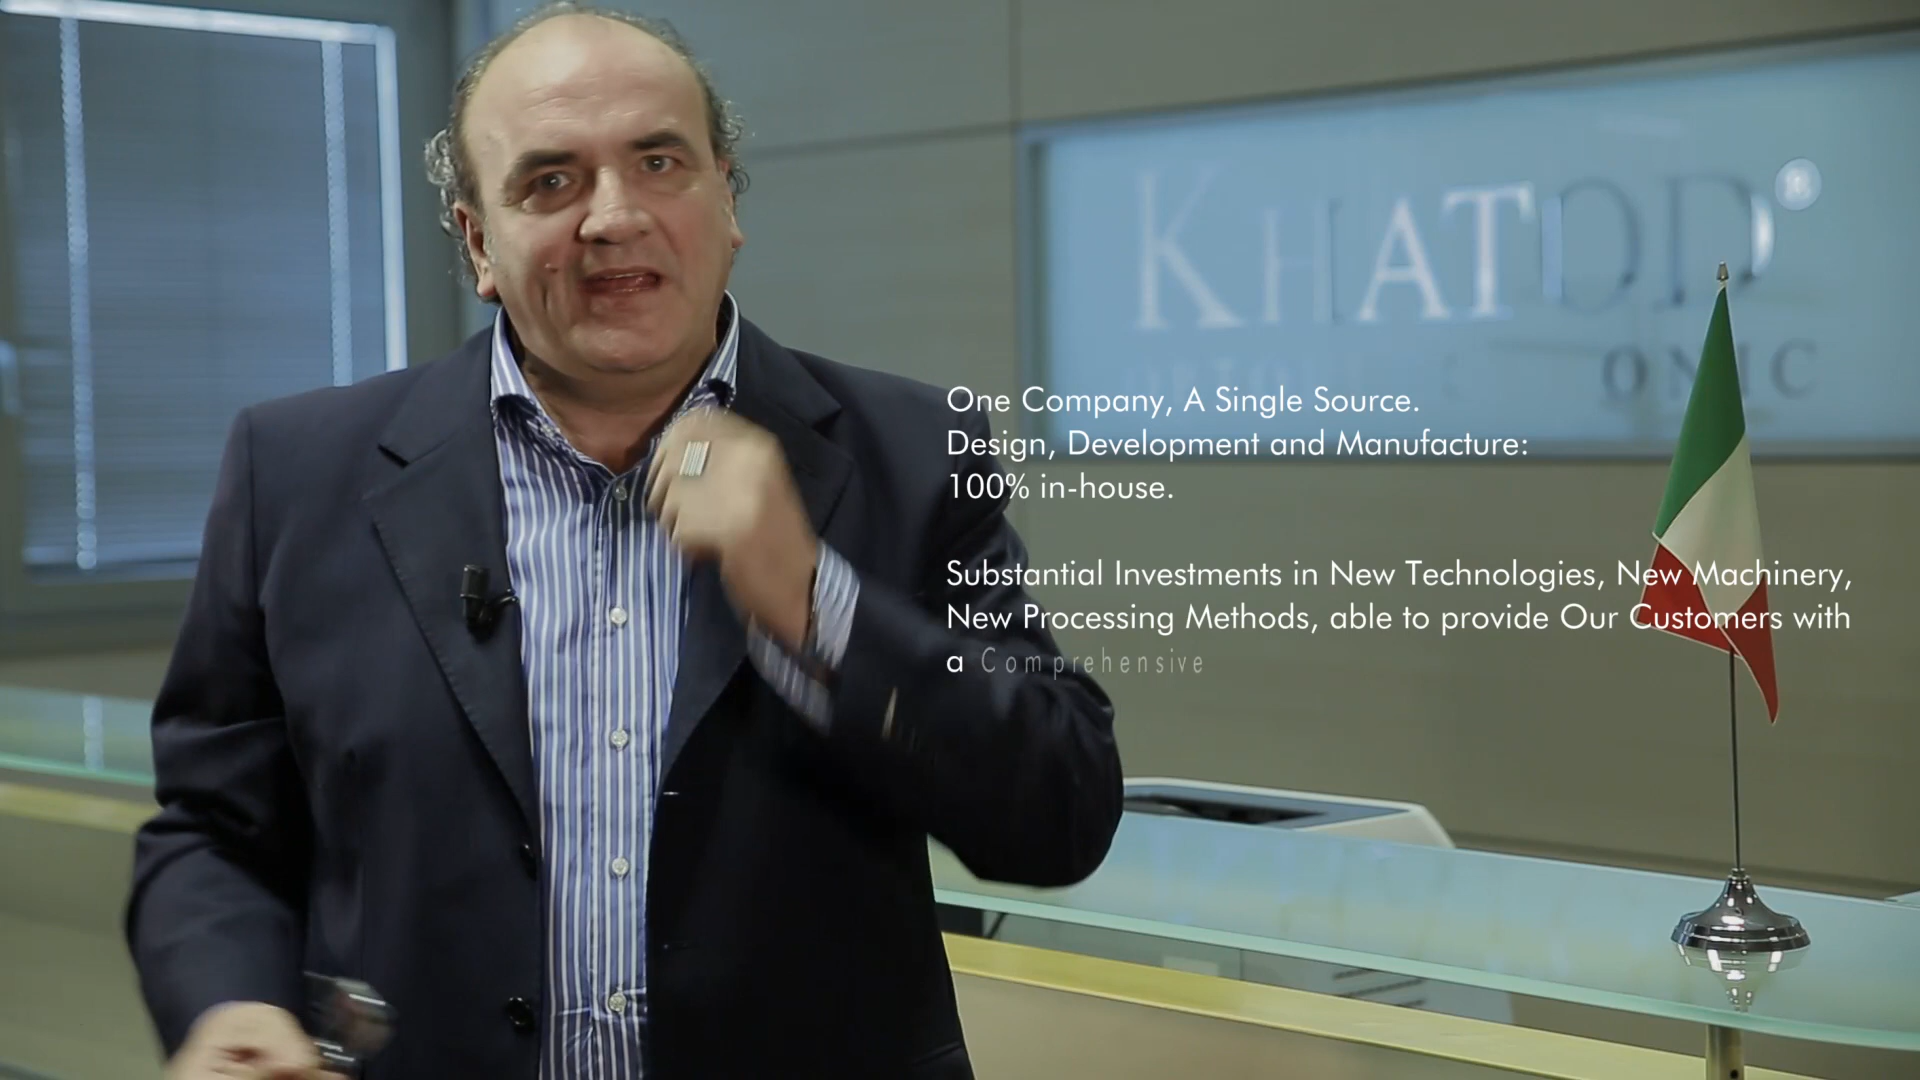 KHATOD®
ONIC
One Company, A Single Source.
Design, Development and Manufacture:
100% in-house.
Substantial Investments in New Technologies, New Machinery,
New Processing Methods, able to provide Our Customers with
a Comprehensive